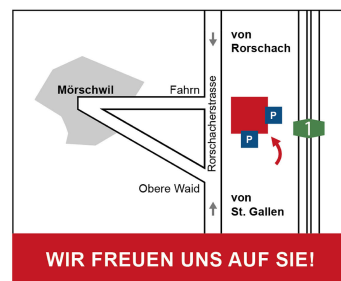 von
Rorschach
Mörschwil
Fahrn
Rorschacherstrasse
P
1
P
Obere Waid
von
St. Gallen
WIR FREUEN UNS AUF SIE!